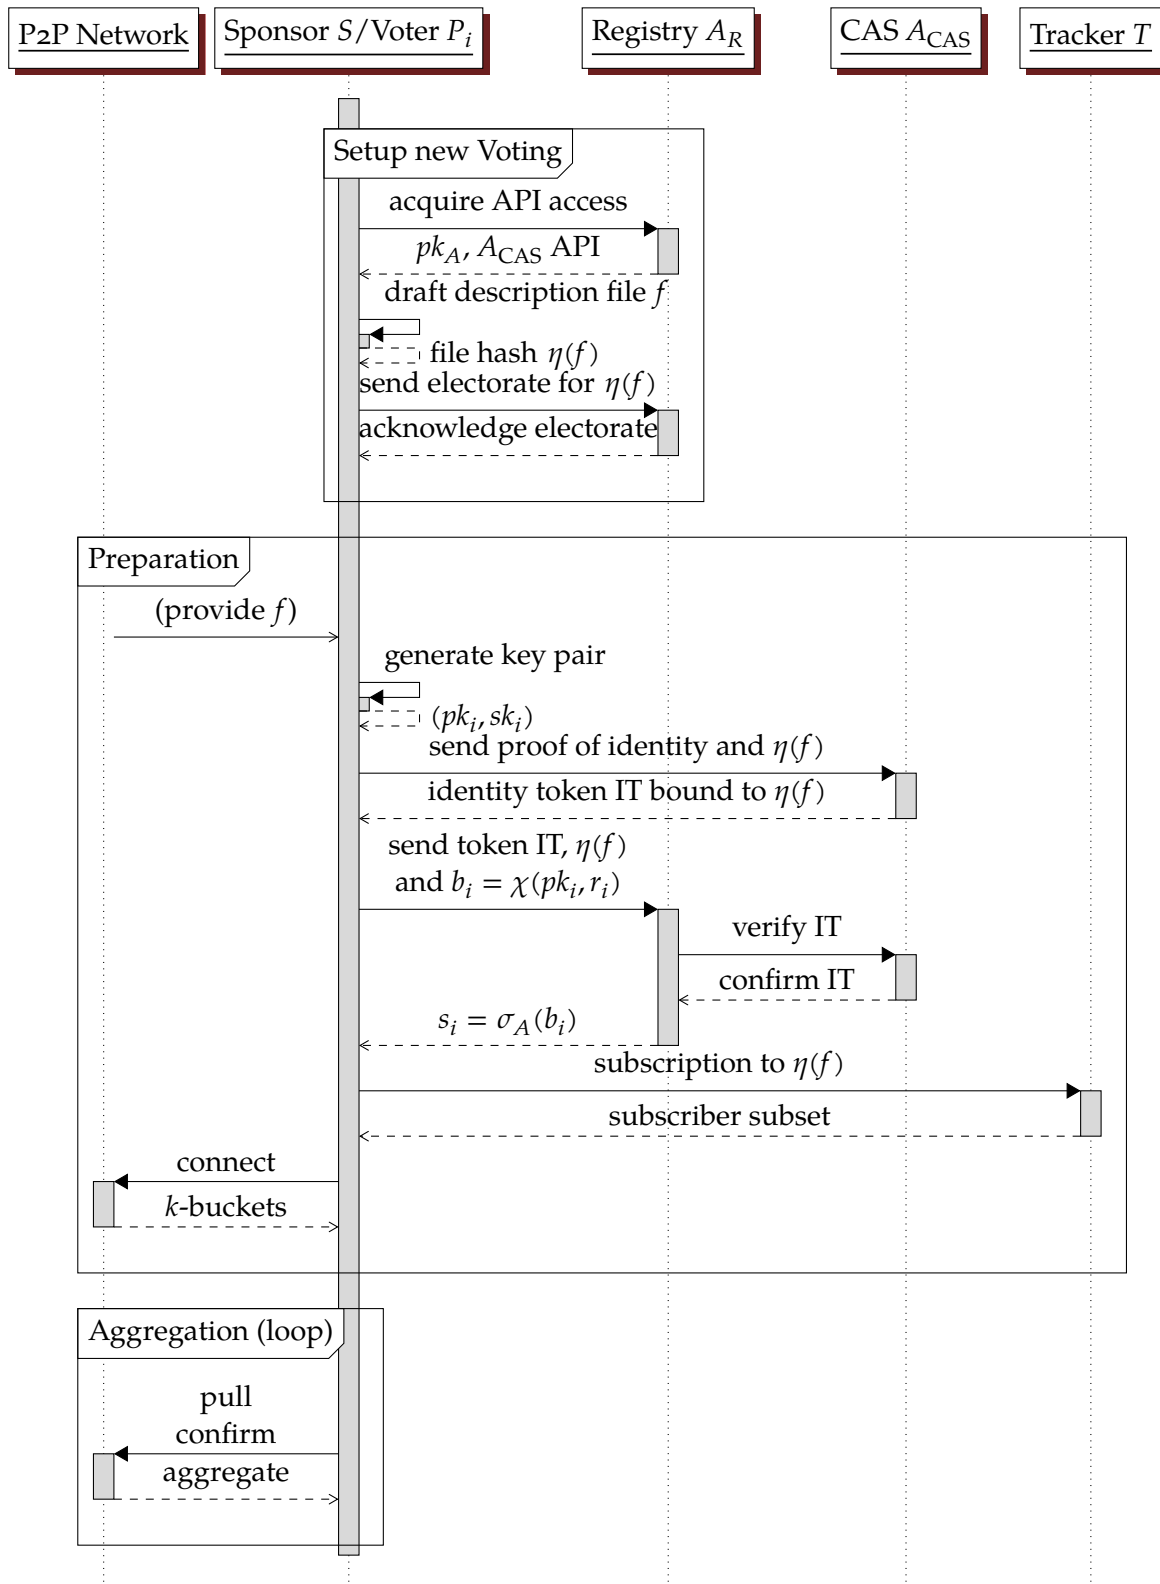 P2P Network
Sponsor S/Voter P_i
Registry A_R
CAS A_CAS
Tracker T
Setup new Voting
acquire API access
pk_A, A_CAS API
draft description file f
file hash η(f)
send electorate for η(f)
acknowledge electorate
Preparation
(provide f)
generate key pair
(pk_i, sk_i)
send proof of identity and η(f)
identity token IT bound to η(f)
send token IT, η(f)
and b_i = χ(pk_i, r_i)
verify IT
confirm IT
s_i = σ_A(b_i)
subscription to η(f)
subscriber subset
connect
k-buckets
Aggregation (loop)
pull
confirm
aggregate